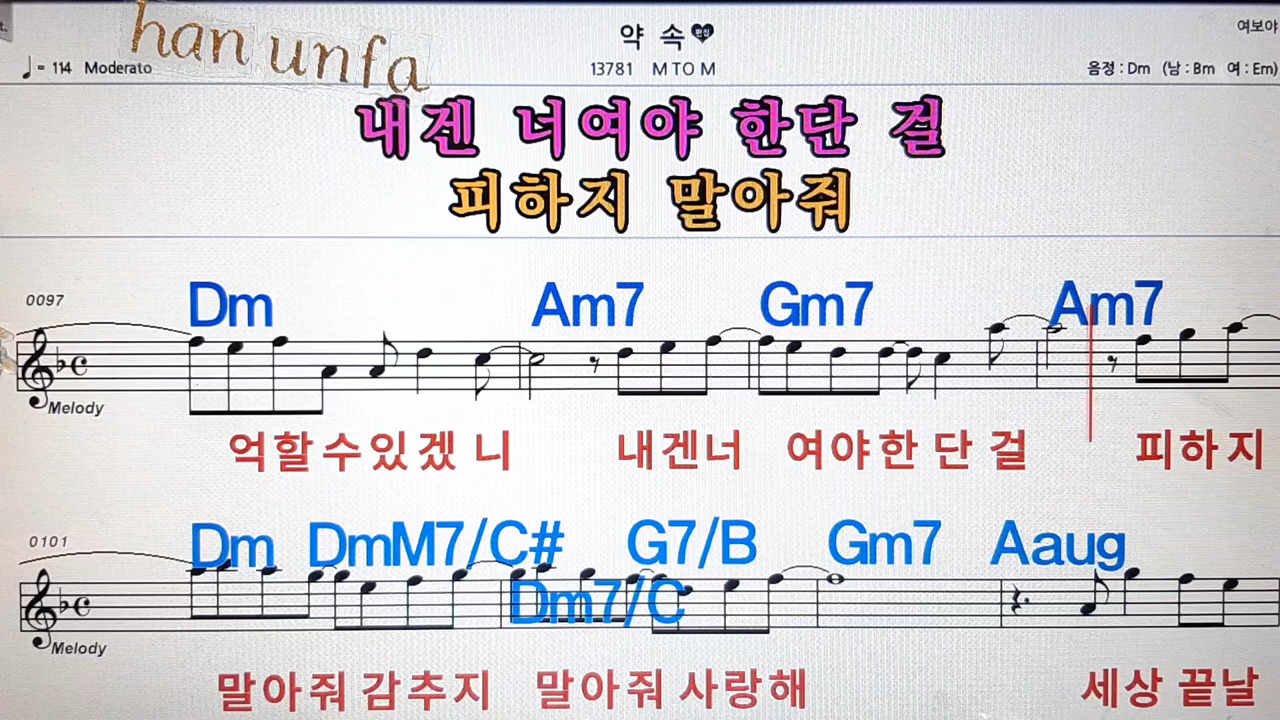 han unfa
약 속 편집
여보야
♩= 114 Moderato
13781 M TO M
음정 : Dm (남 : Bm 여 : Em)
내겐 너여야 한단 걸
피하지 말아줘
0097
Dm Am7 Gm7 Am7
Melody
억할수있겠 니 내겐너 여야한 단 걸 피하지
0101
Dm DmM7/C# G7/B Gm7 Aaug
Dm7/C
Melody
말아줘 감추지 말아줘 사랑해 세상 끝날